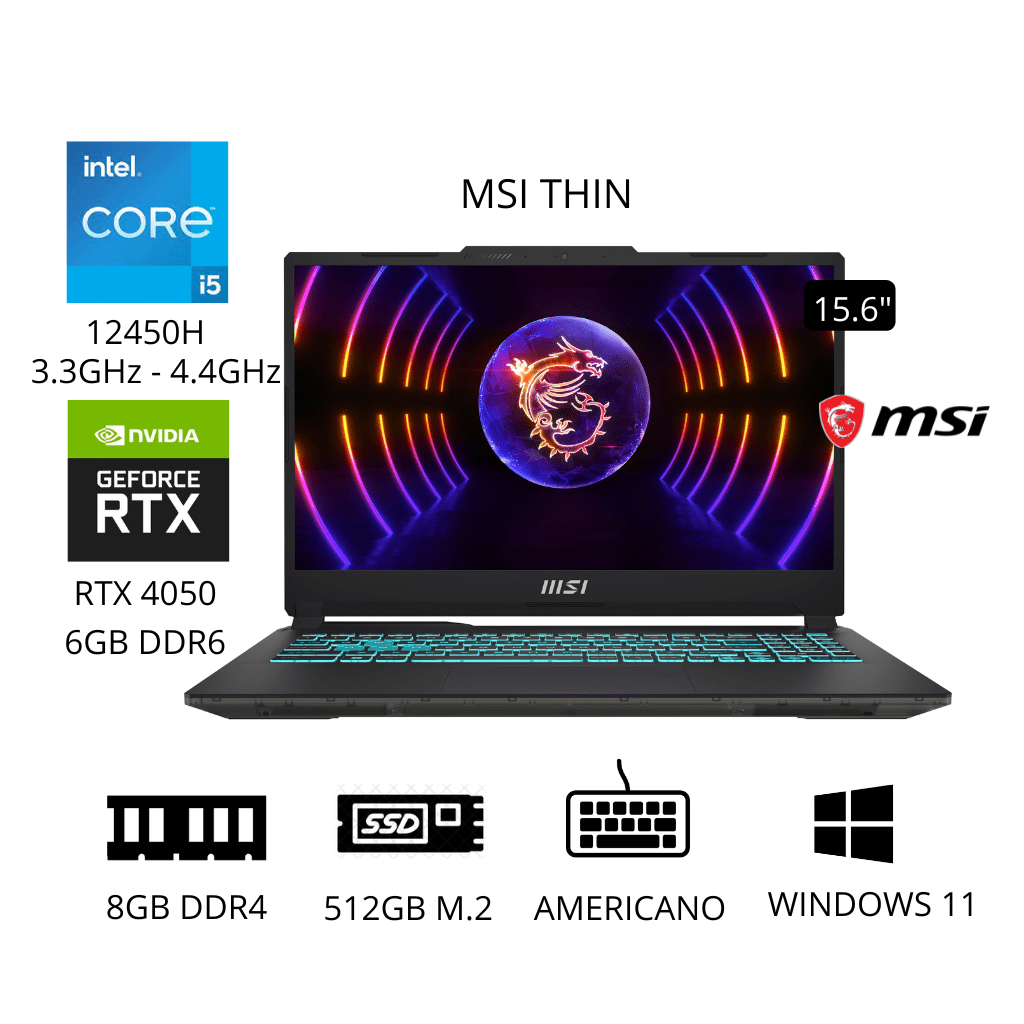 intel.
CORE™
i5
12450H
3.3GHz - 4.4GHz
NVIDIA
GEFORCE
RTX
RTX 4050
6GB DDR6
MSI THIN
15.6"
msi
msi
SSD
8GB DDR4
512GB M.2
AMERICANO
WINDOWS 11